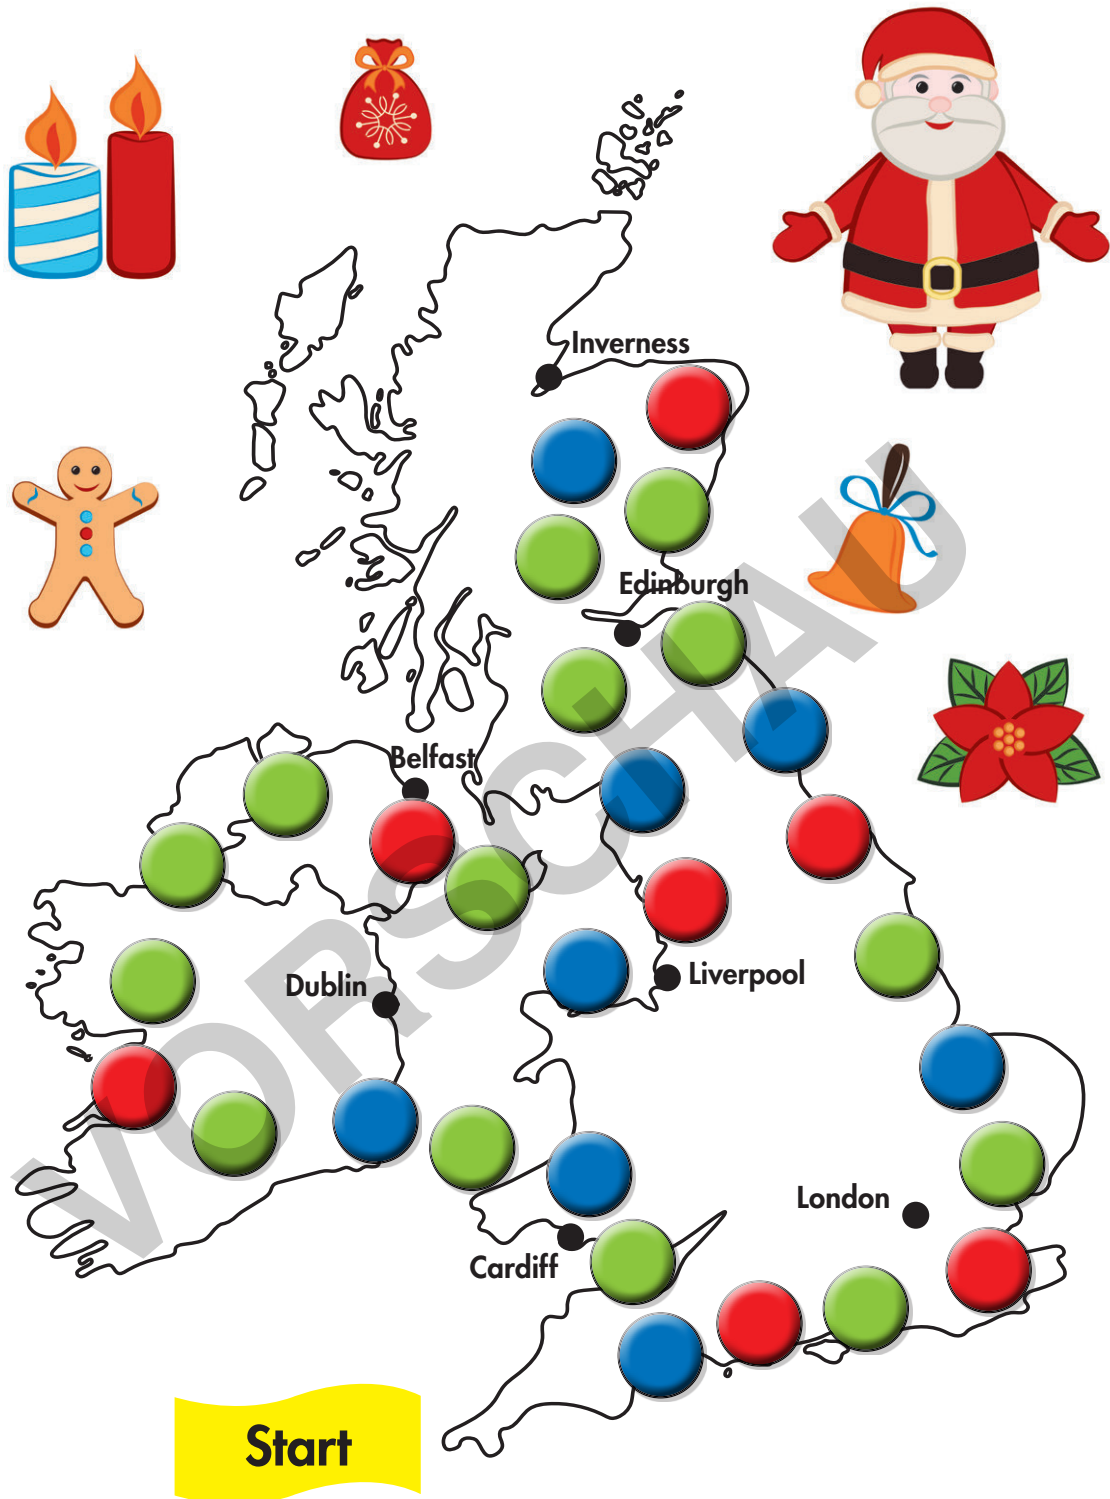 Inverness
Edinburgh
Belfast
Liverpool
Dublin
London
Cardiff
Start
VORSCHAU